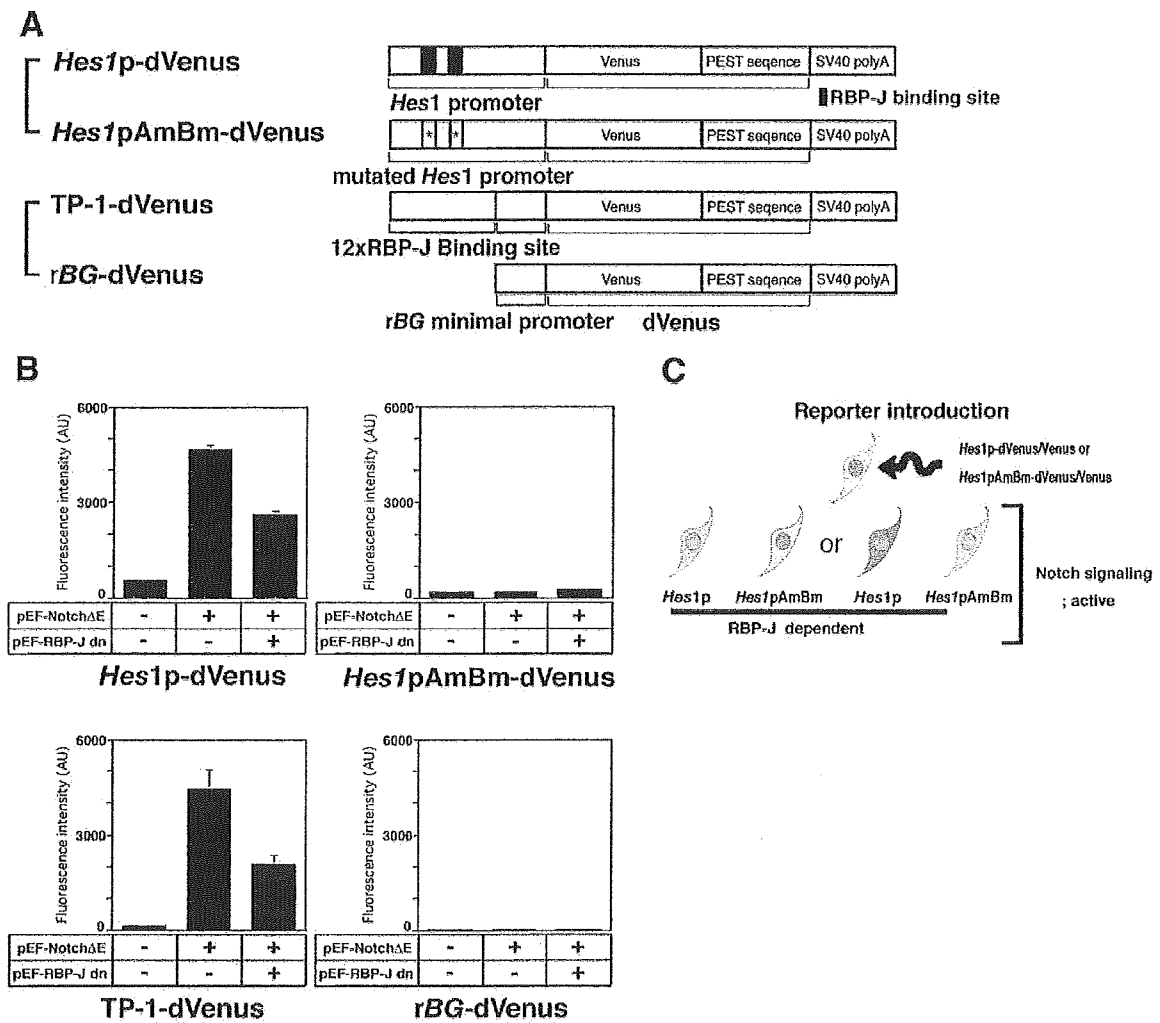 A
Hes1p-dVenus
Venus PEST seqence SV40 polyA
Hes1 promoter
RBP-J binding site
Hes1pAmBm-dVenus
* * Venus PEST seqence SV40 polyA
mutated Hes1 promoter
TP-1-dVenus
Venus PEST seqence SV40 polyA
12xRBP-J Binding site
rBG-dVenus
Venus PEST seqence SV40 polyA
rBG minimal promoter dVenus
B
Fluorescence intensity (AU)
6000
3000
0
pEF-NotchΔE - + +
pEF-RBP-J dn - - +
Hes1p-dVenus
Fluorescence intensity (AU)
6000
3000
0
pEF-NotchΔE - + +
pEF-RBP-J dn - - +
Hes1pAmBm-dVenus
Fluorescence intensity (AU)
6000
3000
0
pEF-NotchΔE - + +
pEF-RBP-J dn - - +
TP-1-dVenus
Fluorescence intensity (AU)
6000
3000
0
pEF-NotchΔE - + +
pEF-RBP-J dn - - +
rBG-dVenus
C
Reporter introduction
Hes1p-dVenus/Venus or
Hes1pAmBm-dVenus/Venus
or
Hes1p Hes1pAmBm Hes1p Hes1pAmBm
RBP-J dependent
Notch signaling
; active